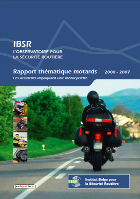 IBSR
L'OBSERVATOIRE POUR
LA SÉCURITÉ ROUTIÈRE
Rapport thématique motards 2000 - 2007
Les accidents impliquant une motocyclette
Institut Belge pour
la Sécurité Routière